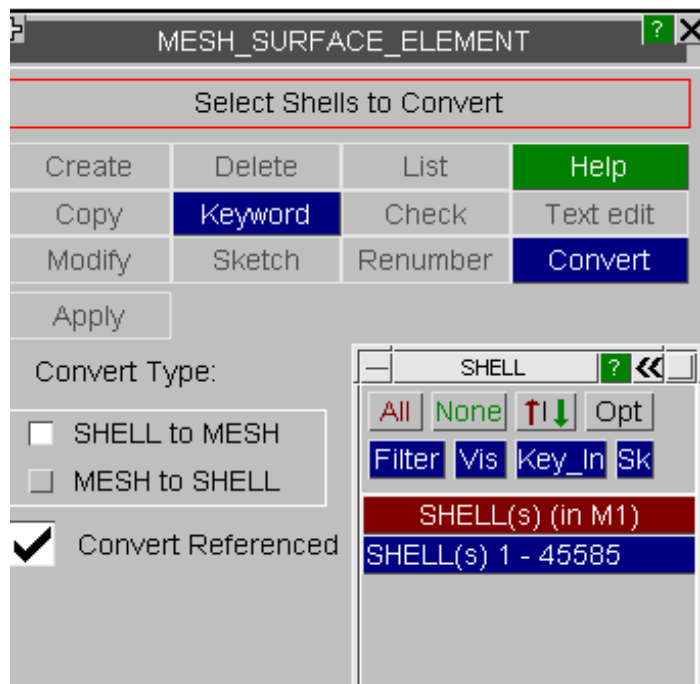 MESH_SURFACE_ELEMENT ? X
Select Shells to Convert
Create Delete List Help
Copy Keyword Check Text edit
Modify Sketch Renumber Convert
Apply
Convert Type:
SHELL to MESH
MESH to SHELL
Convert Referenced
SHELL ?
All None Opt
Filter Vis Key_In Sk
SHELL(s) (in M1)
SHELL(s) 1 - 45585